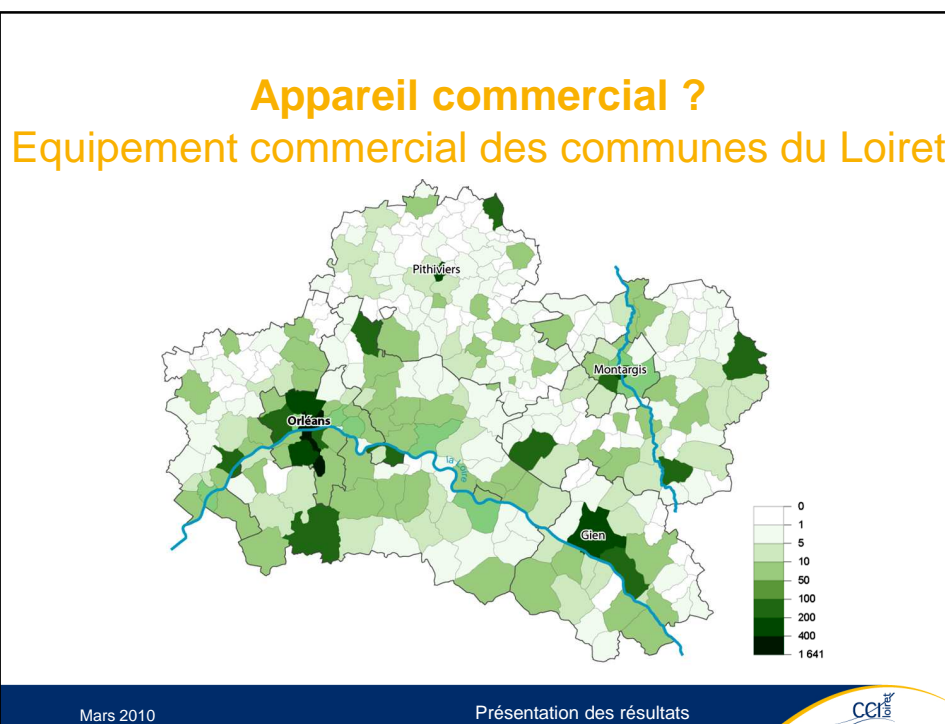 Appareil commercial ?
Equipement commercial des communes du Loiret
Pithiviers
Montargis
Orléans
la Loire
Gien
0
1
5
10
50
100
200
400
1 641
Mars 2010
Présentation des résultats
CCI Loiret